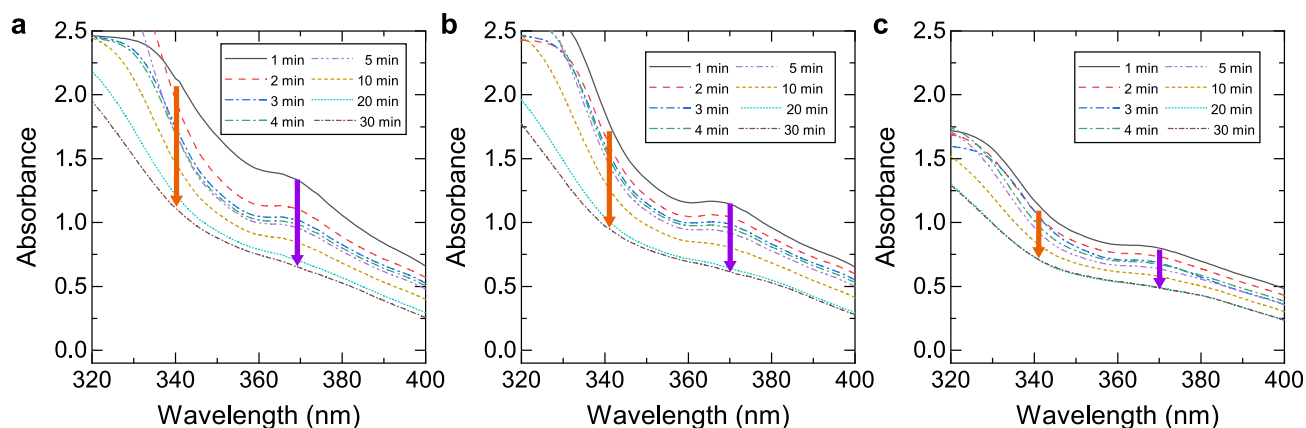 a
2.5
2.0
1.5
1.0
0.5
0.0
Absorbance
1 min
2 min
3 min
4 min
5 min
10 min
20 min
30 min
320 340 360 380 400
Wavelength (nm)
b
2.5
2.0
1.5
1.0
0.5
0.0
Absorbance
1 min
2 min
3 min
4 min
5 min
10 min
20 min
30 min
320 340 360 380 400
Wavelength (nm)
c
2.5
2.0
1.5
1.0
0.5
0.0
Absorbance
1 min
2 min
3 min
4 min
5 min
10 min
20 min
30 min
320 340 360 380 400
Wavelength (nm)